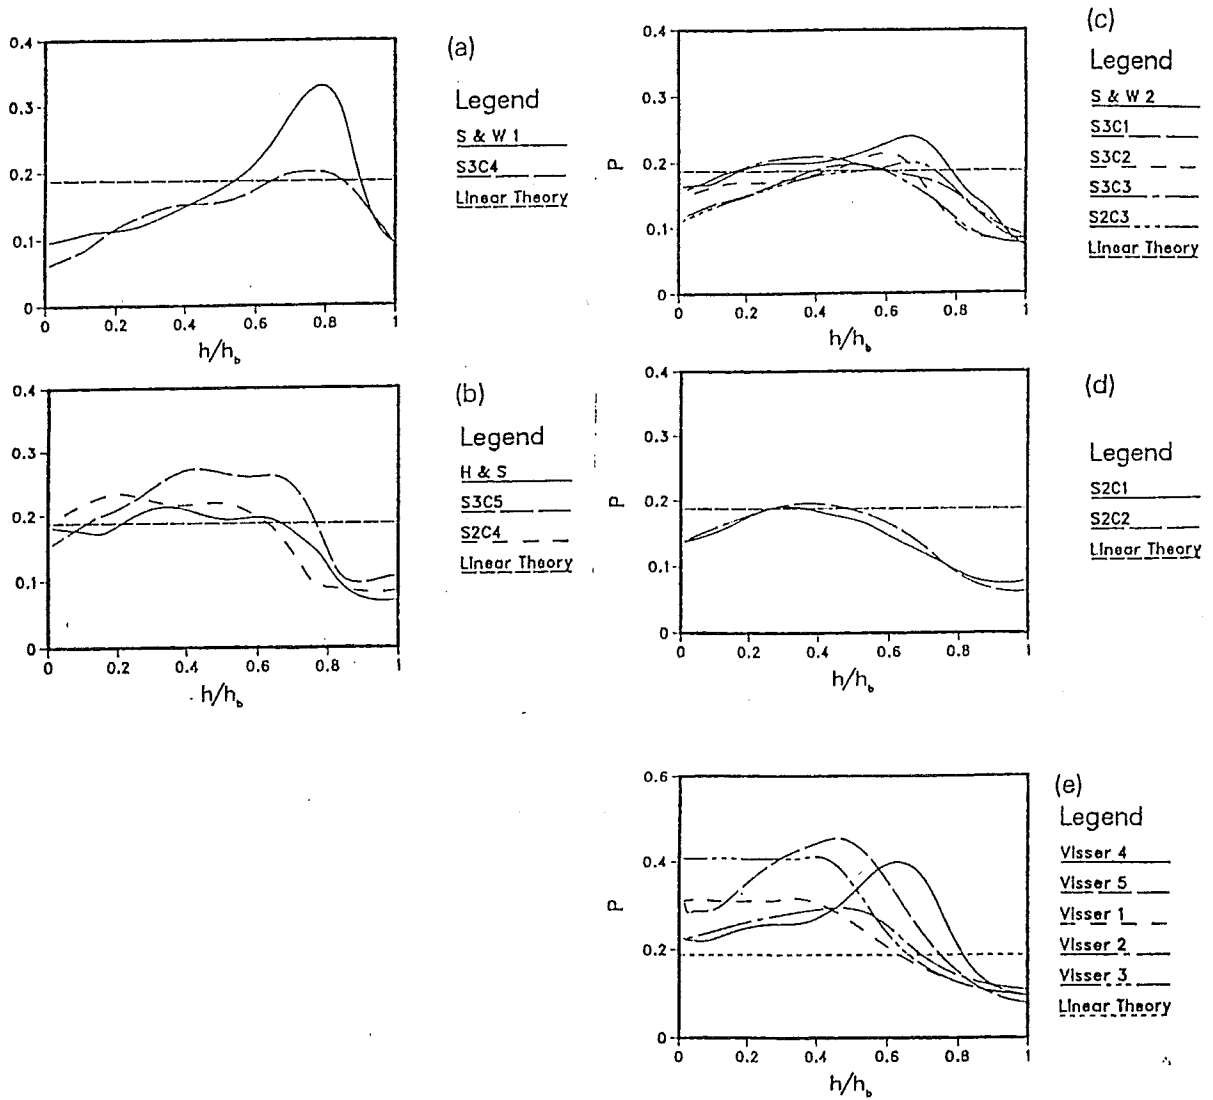 (a)
0.4
0.3
0.2
0.1
0
0
0.2
0.4
0.6
0.8
1
h/h_b
Legend
S & W 1
S3C4
Linear Theory
(b)
0.4
0.3
0.2
0.1
0
0
0.2
0.4
0.6
0.8
1
h/h_b
Legend
H & S
S3C5
S2C4
Linear Theory
(c)
0.4
0.3
0.2
0.1
0
P
0
0.2
0.4
0.6
0.8
1
h/h_b
Legend
S & W 2
S3C1
S3C2
S3C3
S2C3
Linear Theory
(d)
0.4
0.3
0.2
0.1
0
P
0
0.2
0.4
0.6
0.8
1
h/h_b
Legend
S2C1
S2C2
Linear Theory
(e)
0.6
0.4
0.2
0
P
0
0.2
0.4
0.6
0.8
1
h/h_b
Legend
Visser 4
Visser 5
Visser 1
Visser 2
Visser 3
Linear Theory